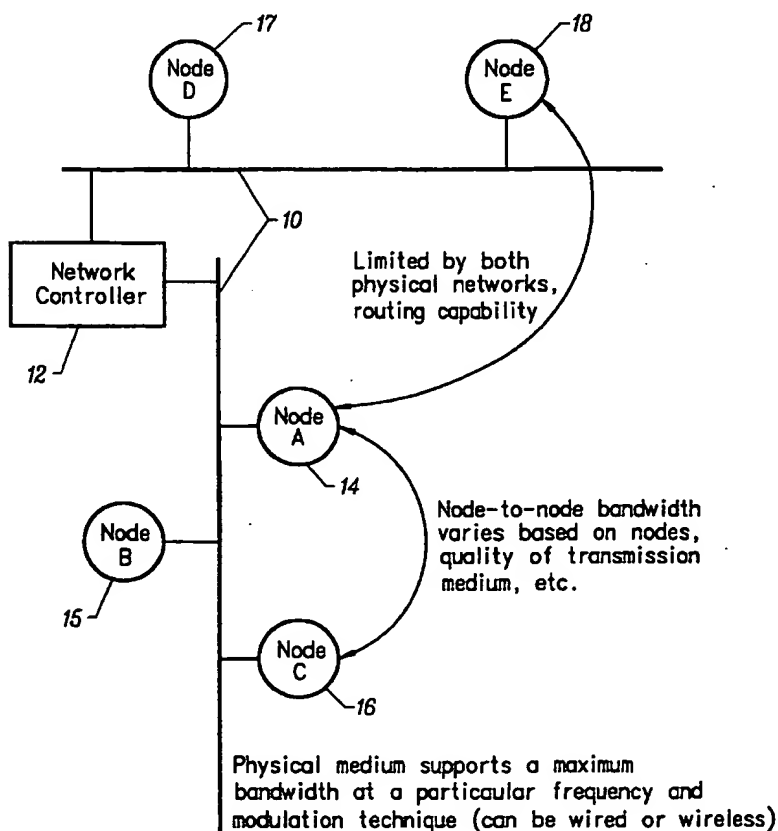 17
18
Node
D
Node
E
10
Network
Controller
12
Limited by both
physical networks,
routing capability
Node
A
14
Node-to-node bandwidth
varies based on nodes,
quality of transmission
medium, etc.
Node
B
15
Node
C
16
Physical medium supports a maximum
bandwidth at a particaular frequency and
modulation technique (can be wired or wireless)